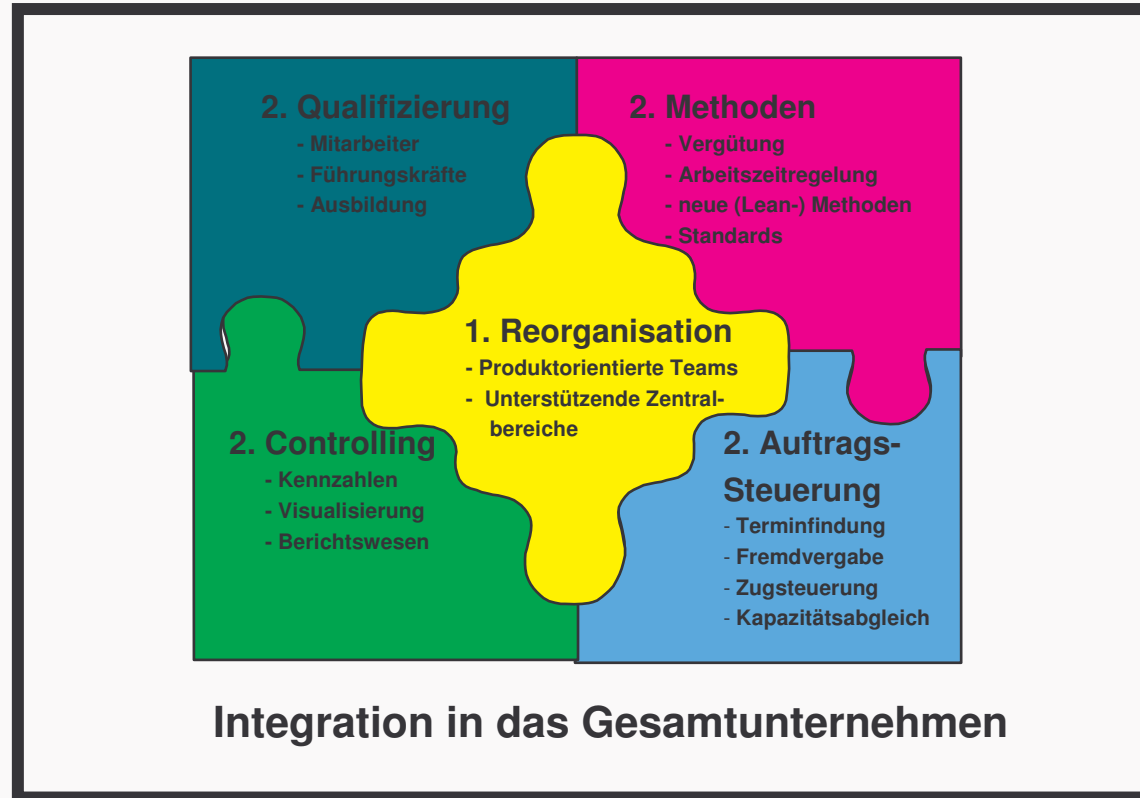 2. Qualifizierung
- Mitarbeiter
- Führungskräfte
- Ausbildung
2. Methoden
- Vergütung
- Arbeitszeitregelung
- neue (Lean-) Methoden
- Standards
1. Reorganisation
- Produktorientierte Teams
- Unterstützende Zentral-
bereiche
2. Controlling
- Kennzahlen
- Visualisierung
- Berichtswesen
2. Auftrags-
Steuerung
- Terminfindung
- Fremdvergabe
- Zugsteuerung
- Kapazitätsabgleich
Integration in das Gesamtunternehmen